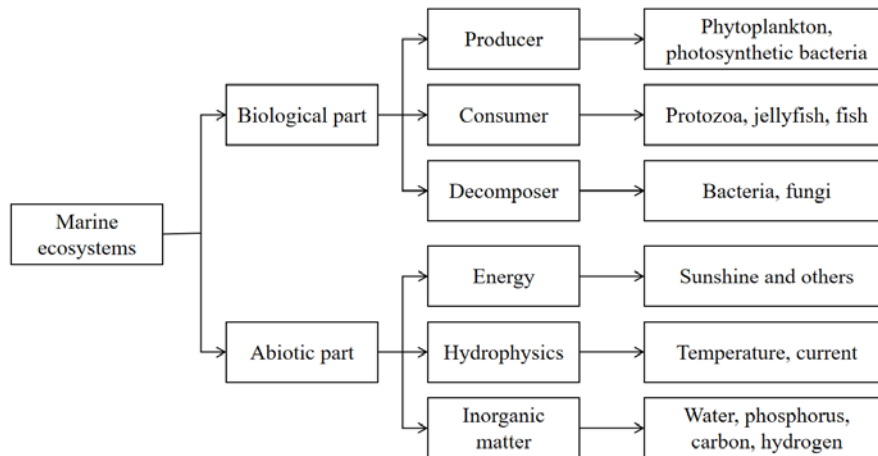 Marine
ecosystems
Biological part
Producer
Phytoplankton,
photosynthetic bacteria
Consumer
Protozoa, jellyfish, fish
Decomposer
Bacteria, fungi
Abiotic part
Energy
Sunshine and others
Hydrophysics
Temperature, current
Inorganic
matter
Water, phosphorus,
carbon, hydrogen